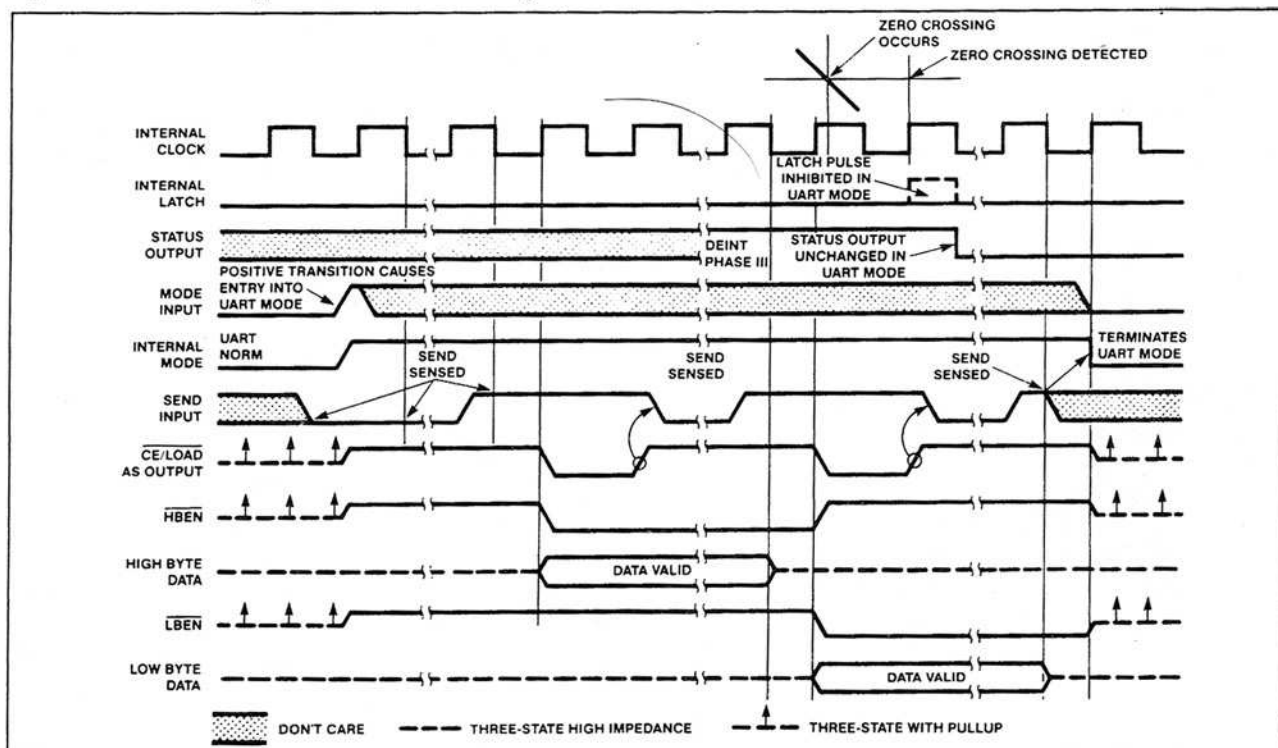 ZERO CROSSING
OCCURS
ZERO CROSSING DETECTED
INTERNAL
CLOCK
LATCH PULSE
INHIBITED IN
UART MODE
INTERNAL
LATCH
STATUS
OUTPUT
DEINT
PHASE III
STATUS OUTPUT
UNCHANGED IN
UART MODE
POSITIVE TRANSITION CAUSES
ENTRY INTO
UART MODE
MODE
INPUT
INTERNAL
MODE
UART
NORM
SEND
SENSED
SEND
SENSED
SEND
SENSED
TERMINATES
UART MODE
SEND
INPUT
CE/LOAD
AS OUTPUT
HBEN
HIGH BYTE
DATA
DATA VALID
LBEN
LOW BYTE
DATA
DATA VALID
DON'T CARE
THREE-STATE HIGH IMPEDANCE
THREE-STATE WITH PULLUP